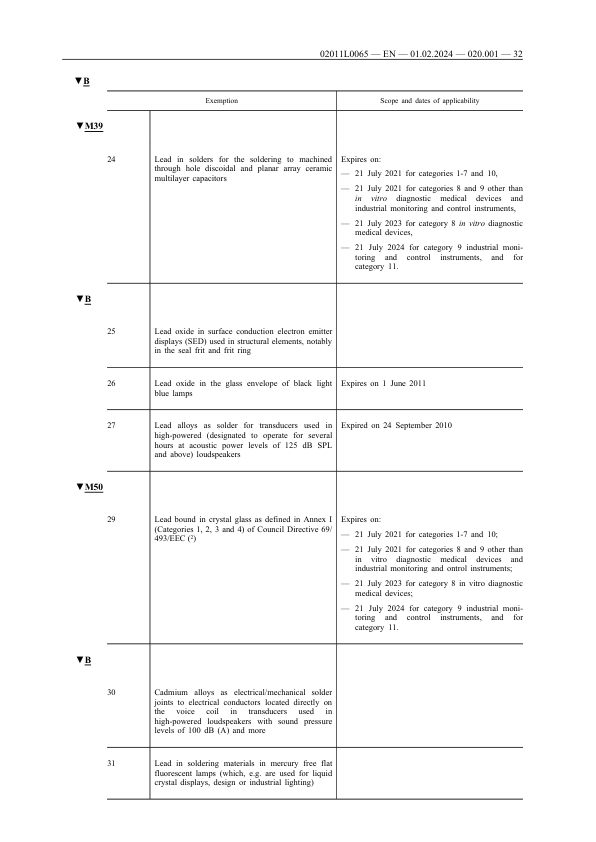 02011L0065 — EN — 01.02.2024 — 020.001 — 32
▼B
Exemption
Scope and dates of applicability
▼M39
24
Lead in solders for the soldering to machined
through hole discoidal and planar array ceramic
multilayer capacitors
Expires on:
— 21 July 2021 for categories 1-7 and 10,
— 21 July 2021 for categories 8 and 9 other than
in vitro diagnostic medical devices and
industrial monitoring and control instruments,
— 21 July 2023 for category 8 in vitro diagnostic
medical devices,
— 21 July 2024 for category 9 industrial moni-
toring and control instruments, and for
category 11.
▼B
25
Lead oxide in surface conduction electron emitter
displays (SED) used in structural elements, notably
in the seal frit and frit ring
26
Lead oxide in the glass envelope of black light
blue lamps
Expires on 1 June 2011
27
Lead alloys as solder for transducers used in
high-powered (designated to operate for several
hours at acoustic power levels of 125 dB SPL
and above) loudspeakers
Expired on 24 September 2010
▼M50
29
Lead bound in crystal glass as defined in Annex I
(Categories 1, 2, 3 and 4) of Council Directive 69/
493/EEC (²)
Expires on:
— 21 July 2021 for categories 1-7 and 10;
— 21 July 2021 for categories 8 and 9 other than
in vitro diagnostic medical devices and
industrial monitoring and ontrol instruments;
— 21 July 2023 for category 8 in vitro diagnostic
medical devices;
— 21 July 2024 for category 9 industrial moni-
toring and control instruments, and for
category 11.
▼B
30
Cadmium alloys as electrical/mechanical solder
joints to electrical conductors located directly on
the voice coil in transducers used in
high-powered loudspeakers with sound pressure
levels of 100 dB (A) and more
31
Lead in soldering materials in mercury free flat
fluorescent lamps (which, e.g. are used for liquid
crystal displays, design or industrial lighting)